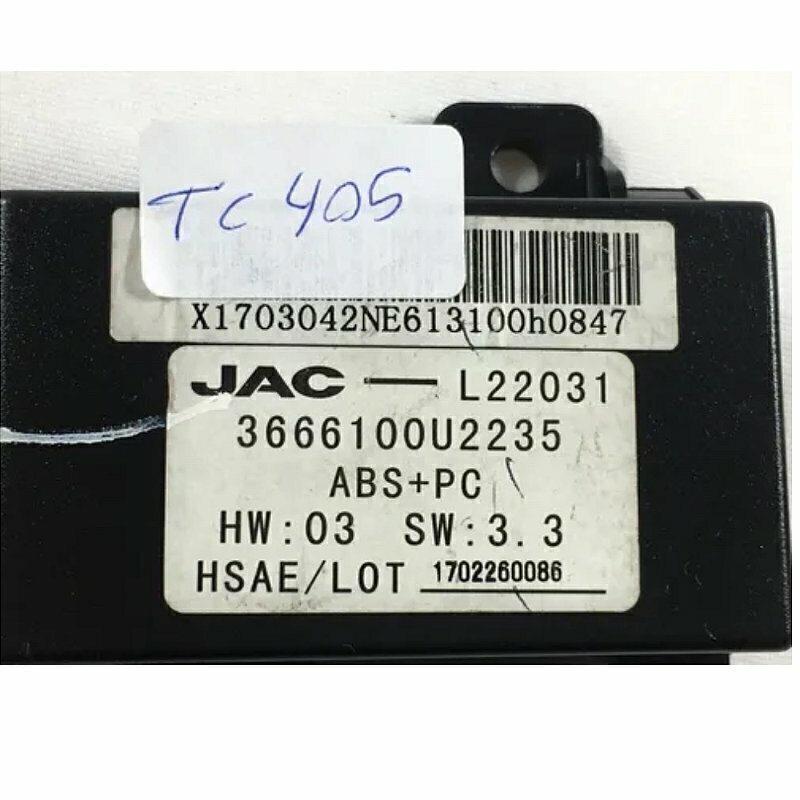 TC 405
X1703042NE613100h0847
JAC — L22031
3666100U2235
ABS+PC
HW:03 SW:3.3
HSAE/LOT 1702260086